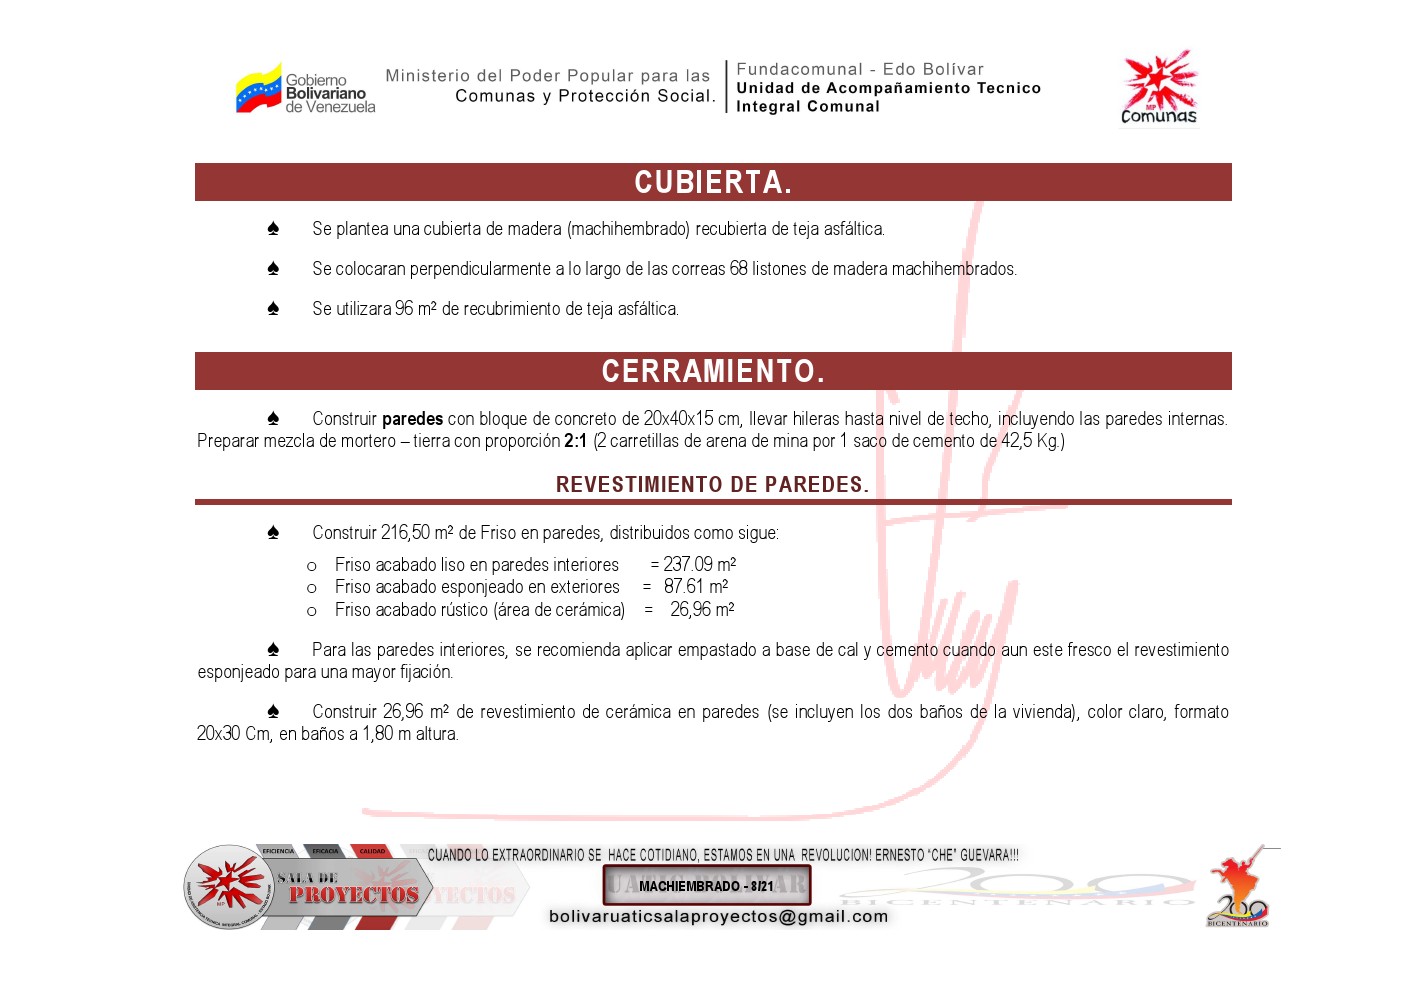 Gobierno
Bolivariano
de Venezuela
Ministerio del Poder Popular para las
Comunas y Protección Social.
Fundacomunal - Edo Bolívar
Unidad de Acompañamiento Tecnico
Integral Comunal
MP
Comunas
CUBIERTA.
♠ Se plantea una cubierta de madera (machihembrado) recubierta de teja asfáltica.
♠ Se colocaran perpendicularmente a lo largo de las correas 68 listones de madera machihembrados.
♠ Se utilizara 96 m² de recubrimiento de teja asfáltica.
CERRAMIENTO.
♠ Construir paredes con bloque de concreto de 20x40x15 cm, llevar hileras hasta nivel de techo, incluyendo las paredes internas.
Preparar mezcla de mortero – tierra con proporción 2:1 (2 carretillas de arena de mina por 1 saco de cemento de 42,5 Kg.)
REVESTIMIENTO DE PAREDES.
♠ Construir 216,50 m² de Friso en paredes, distribuidos como sigue:
o Friso acabado liso en paredes interiores = 237.09 m²
o Friso acabado esponjeado en exteriores = 87.61 m²
o Friso acabado rústico (área de cerámica) = 26,96 m²
♠ Para las paredes interiores, se recomienda aplicar empastado a base de cal y cemento cuando aun este fresco el revestimiento
esponjeado para una mayor fijación.
♠ Construir 26,96 m² de revestimiento de cerámica en paredes (se incluyen los dos baños de la vivienda), color claro, formato
20x30 Cm, en baños a 1,80 m altura.
EFICIENCIA EFICACIA CALIDAD
CUANDO LO EXTRAORDINARIO SE HACE COTIDIANO, ESTAMOS EN UNA REVOLUCION! ERNESTO “CHE” GUEVARA!!!
SALA DE
PROYECTOS
MACHIEMBRADO - 8/21
bolivaruaticsalaproyectos@gmail.com
200
BICENTENARIO
200
BICENTENARIO